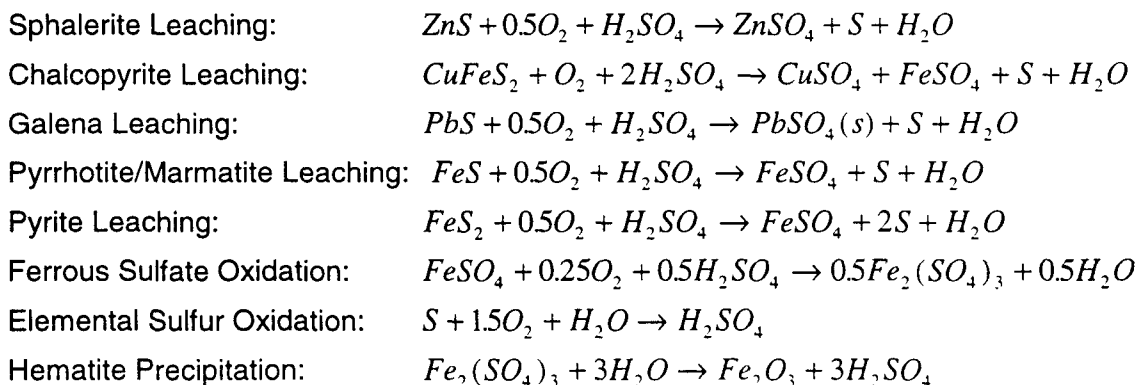 Sphalerite Leaching: ZnS + 0.5O₂ + H₂SO₄ → ZnSO₄ + S + H₂O
Chalcopyrite Leaching: CuFeS₂ + O₂ + 2H₂SO₄ → CuSO₄ + FeSO₄ + S + H₂O
Galena Leaching: PbS + 0.5O₂ + H₂SO₄ → PbSO₄(s) + S + H₂O
Pyrrhotite/Marmatite Leaching: FeS + 0.5O₂ + H₂SO₄ → FeSO₄ + S + H₂O
Pyrite Leaching: FeS₂ + 0.5O₂ + H₂SO₄ → FeSO₄ + 2S + H₂O
Ferrous Sulfate Oxidation: FeSO₄ + 0.25O₂ + 0.5H₂SO₄ → 0.5Fe₂(SO₄)₃ + 0.5H₂O
Elemental Sulfur Oxidation: S + 1.5O₂ + H₂O → H₂SO₄
Hematite Precipitation: Fe₂(SO₄)₃ + 3H₂O → Fe₂O₃ + 3H₂SO₄